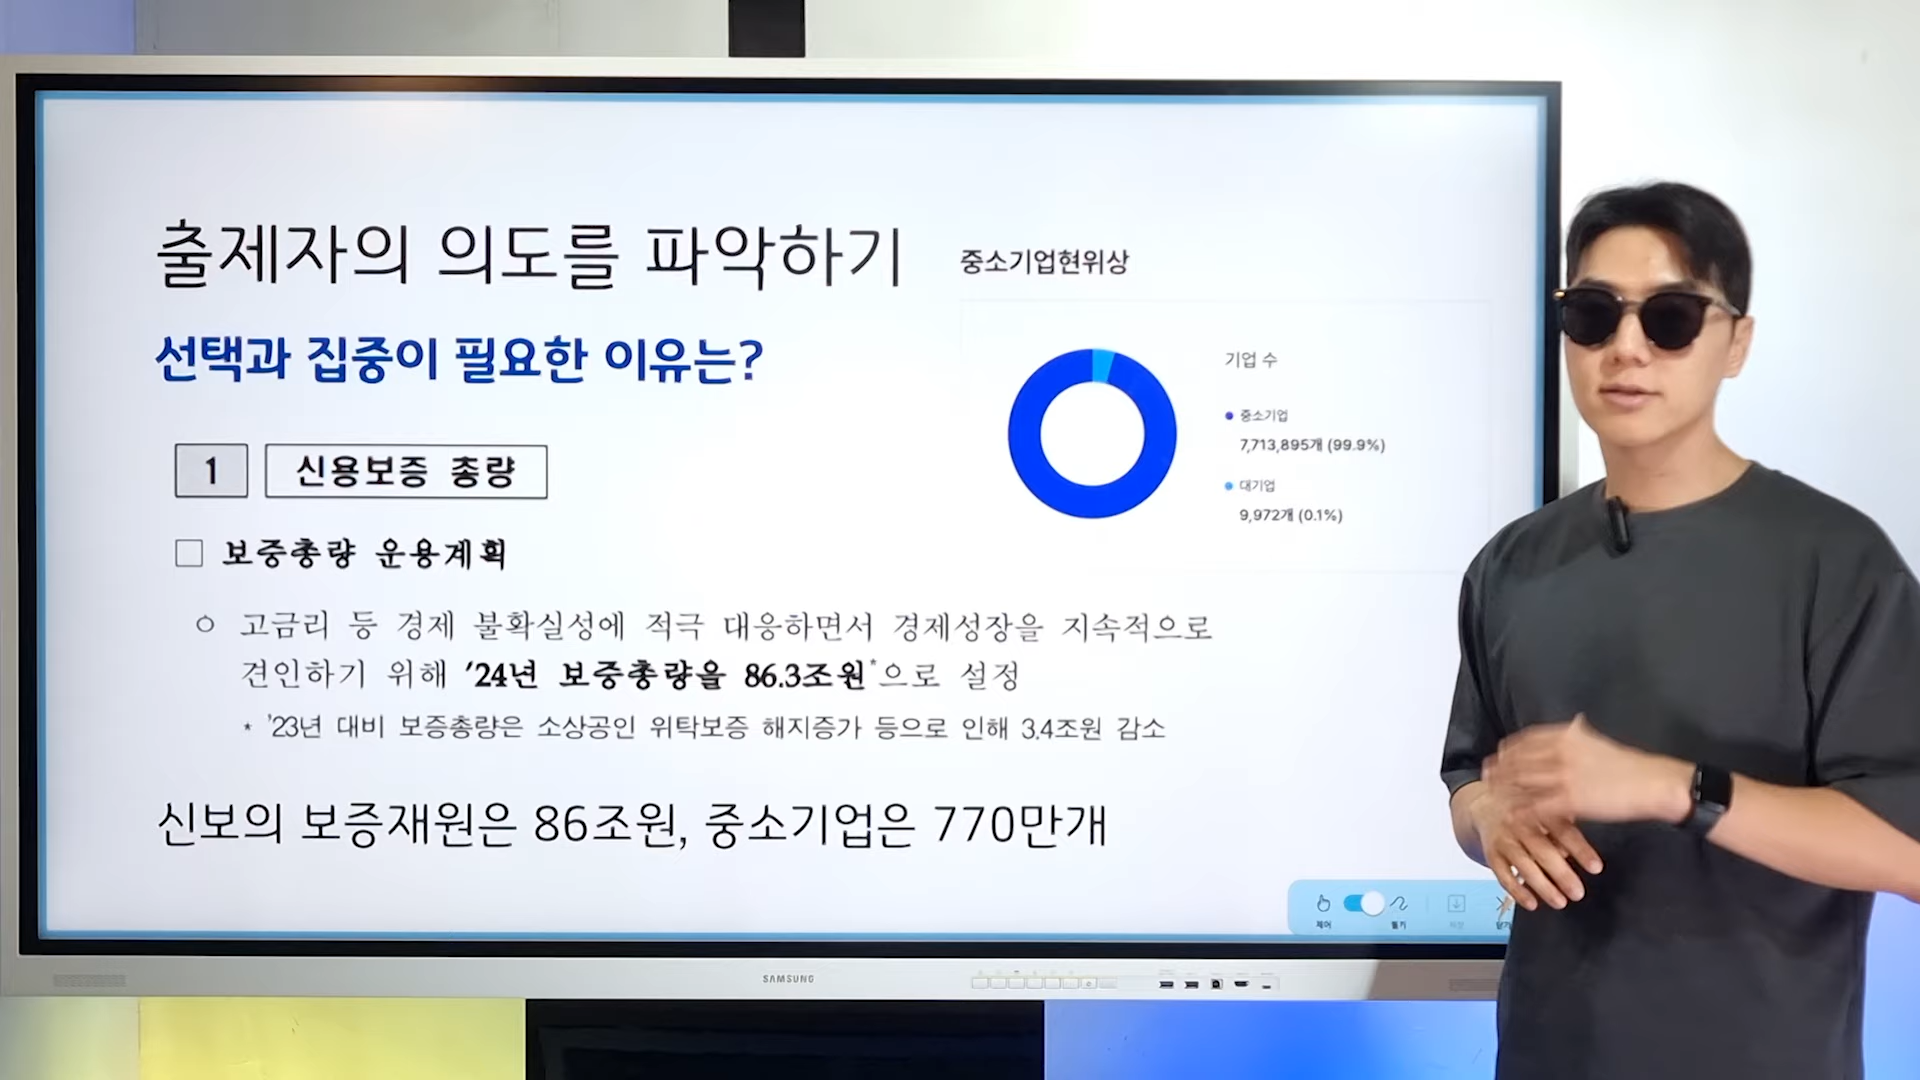 출제자의 의도를 파악하기
선택과 집중이 필요한 이유는?
중소기업현위상
기업 수
중소기업
7,713,895개 (99.9%)
대기업
9,972개 (0.1%)
1 신용보증 총량
□ 보증총량 운용계획
ㅇ 고금리 등 경제 불확실성에 적극 대응하면서 경제성장을 지속적으로
견인하기 위해 ’24년 보증총량을 86.3조원*으로 설정
* ’23년 대비 보증총량은 소상공인 위탁보증 해지증가 등으로 인해 3.4조원 감소
신보의 보증재원은 86조원, 중소기업은 770만개
제어
필기
SAMSUNG